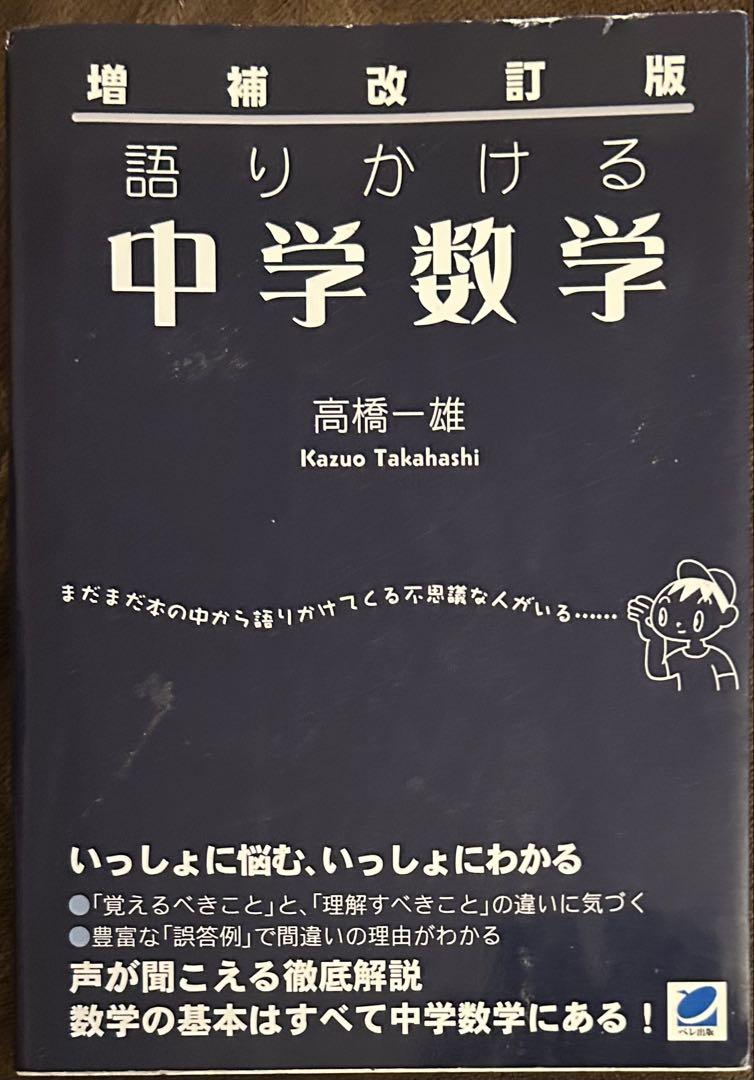 増補改訂版
語りかける
中学数学
高橋一雄
Kazuo Takahashi
まだまだ本の中から語りかけてくる不思議な人がいる……
いっしょに悩む、いっしょにわかる
●「覚えるべきこと」と、「理解すべきこと」の違いに気づく
●豊富な「誤答例」で間違いの理由がわかる
声が聞こえる徹底解説
数学の基本はすべて中学数学にある！
ベレ出版